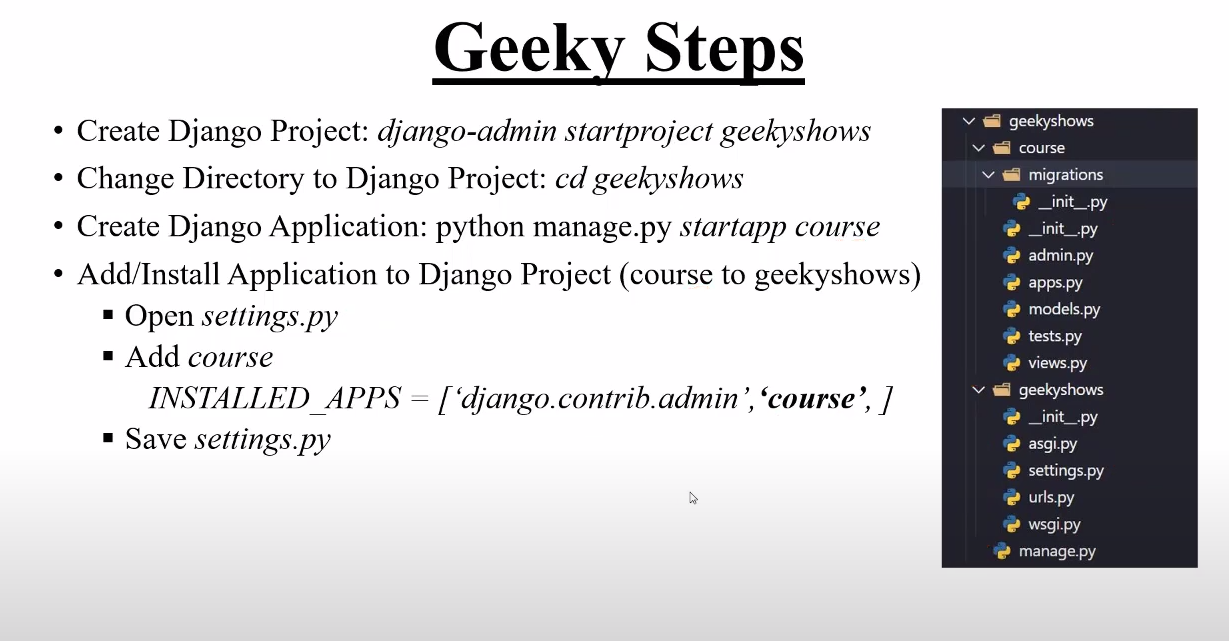 Geeky Steps
• Create Django Project: django-admin startproject geekyshows
• Change Directory to Django Project: cd geekyshows
• Create Django Application: python manage.py startapp course
• Add/Install Application to Django Project (course to geekyshows)
▪ Open settings.py
▪ Add course
INSTALLED_APPS = [‘django.contrib.admin’,‘course’, ]
▪ Save settings.py
geekyshows
course
migrations
__init__.py
__init__.py
admin.py
apps.py
models.py
tests.py
views.py
geekyshows
__init__.py
asgi.py
settings.py
urls.py
wsgi.py
manage.py